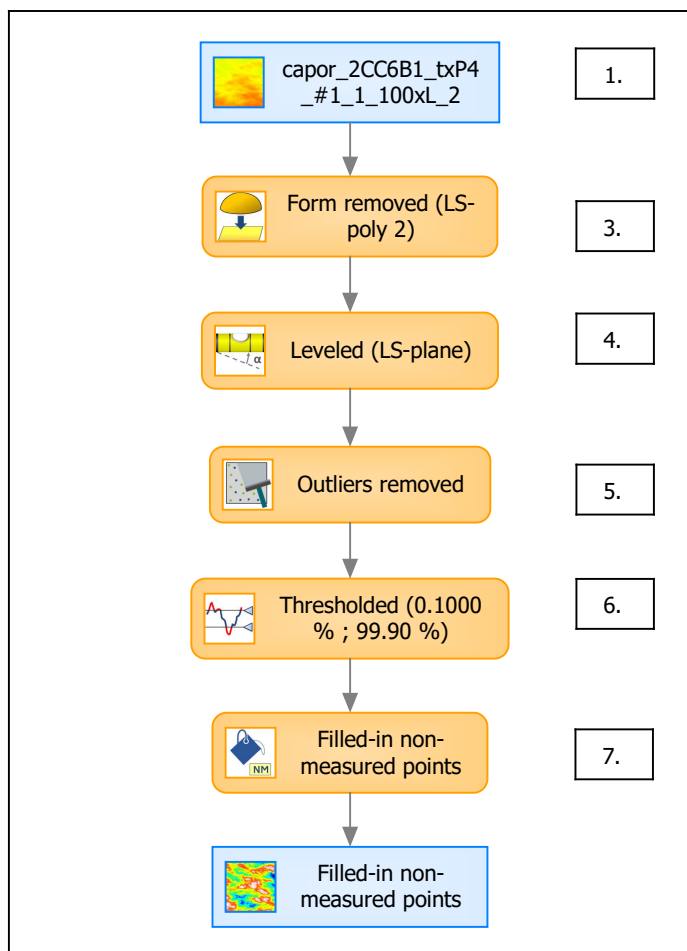 capor_2CC6B1_txP4
_#1_1_100xL_2
1.
Form removed (LS-
poly 2)
3.
Leveled (LS-plane)
4.
α
Outliers removed
5.
Thresholded (0.1000
% ; 99.90 %)
6.
Filled-in non-
measured points
7.
NM
Filled-in non-
measured points